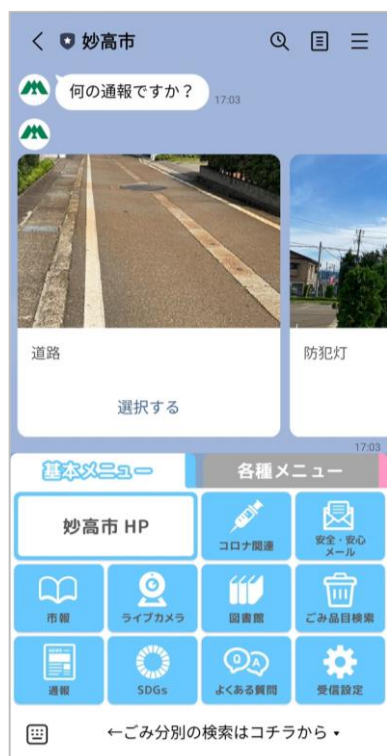 妙高市
何の通報ですか？
17:03
道路
防犯灯
選択する
17:03
基本メニュー
各種メニュー
妙高市 HP
コロナ関連
安全・安心
メール
市報
ライブカメラ
図書館
ごみ品目検索
通報
SDGs
Q A
よくある質問
受信設定
←ごみ分別の検索はコチラから▼